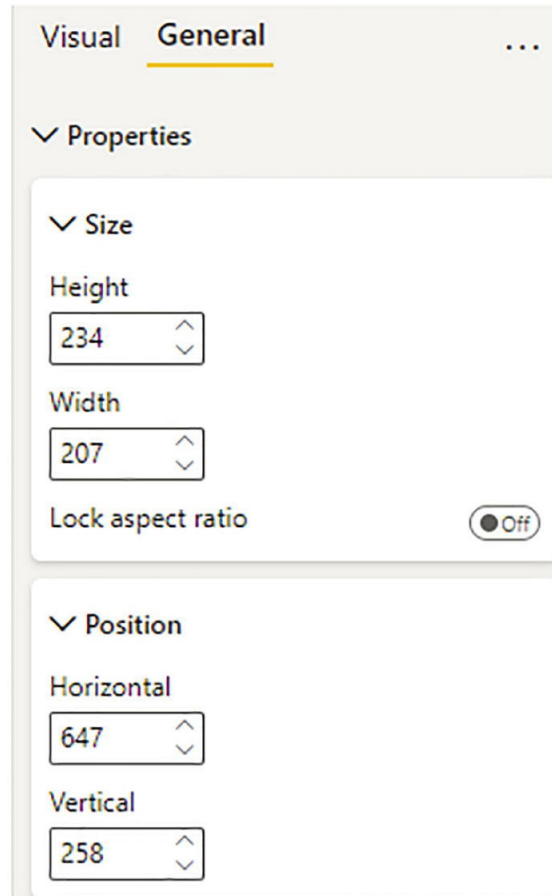 Visual General ...
Properties
Size
Height
234
Width
207
Lock aspect ratio Off
Position
Horizontal
647
Vertical
258